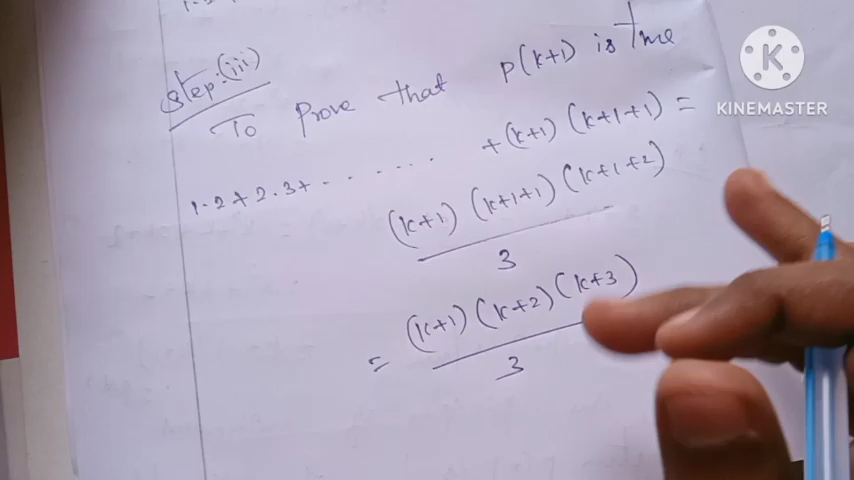 Step:(iii)
To Prove that P(k+1) is true
1.2+2.3+........ +(k+1)(k+1+1) =
(k+1)(k+1+1)(k+1+2)
3
= (k+1)(k+2)(k+3)
3
K
KINEMASTER